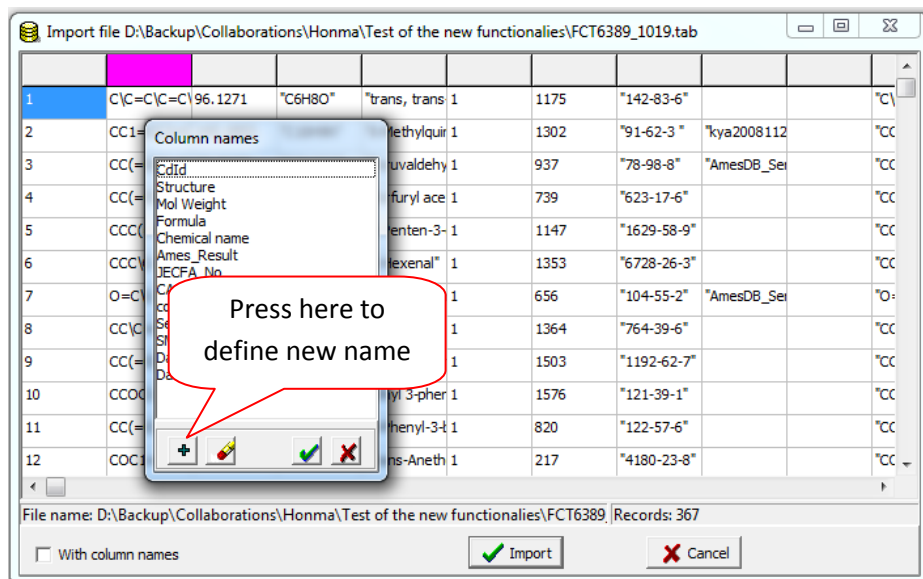 Import file D:\Backup\Collaborations\Honma\Test of the new functionalies\FCT6389_1019.tab
1 C\C=C\C=C\ 96.1271 "C6H8O" "trans, trans- 1 1175 "142-83-6" "C\
2 CC1= Methylquir 1 1302 "91-62-3 " "kya2008112 "CC
3 CC(= ruvaldehy 1 937 "78-98-8" "AmesDB_Ser "CC
4 CC(= furyl ace 1 739 "623-17-6" "CC
5 CCC( enten-3- 1 1147 "1629-58-9" "CC
6 CCC\ Hexenal" 1 1353 "6728-26-3" "CC
7 O=C\ 1 656 "104-55-2" "AmesDB_Ser "O=
8 CC\C 1 1364 "764-39-6" "CC
9 CC(= 1 1503 "1192-62-7" "CC
10 CCOC yl 3-pher 1 1576 "121-39-1" "CC
11 CC(= henyl-3-b 1 820 "122-57-6" "CC
12 COC1 ns-Aneth 1 217 "4180-23-8" "CC
Column names
CdId
Structure
Mol Weight
Formula
Chemical name
Ames_Result
JECFA_No
Press here to
define new name
File name: D:\Backup\Collaborations\Honma\Test of the new functionalies\FCT6389_ Records: 367
With column names Import Cancel